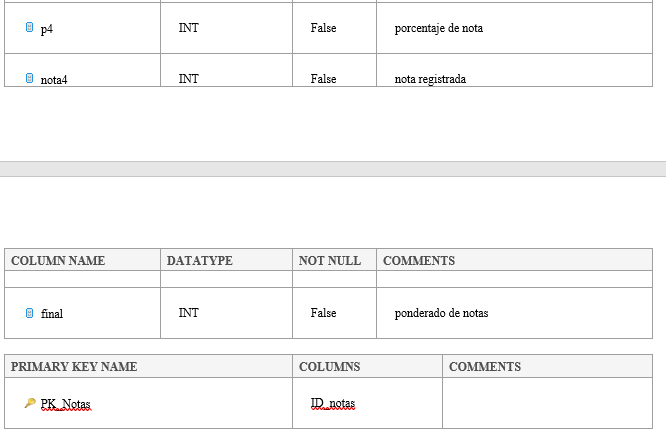 p4 INT False porcentaje de nota
nota4 INT False nota registrada
COLUMN NAME DATATYPE NOT NULL COMMENTS
final INT False ponderado de notas
PRIMARY KEY NAME COLUMNS COMMENTS
PK_Notas ID_notas